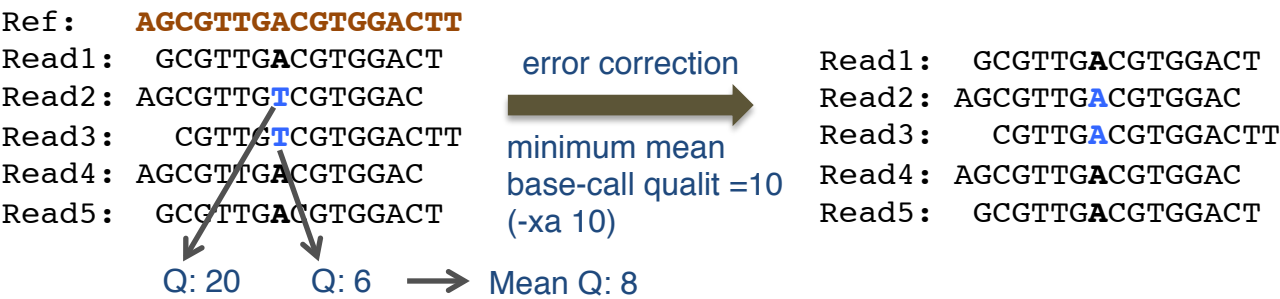 Ref: AGCGTTGACGTGGACTT
Read1: GCGTTGACGTGGACT
Read2: AGCGTTGTCGTGGAC
Read3: CGTTGTCGTGGACTT
Read4: AGCGTTGACGTGGAC
Read5: GCGTTGACGTGGACT
Q: 20 Q: 6 Mean Q: 8
error correction
minimum mean
base-call qualit =10
(-xa 10)
Read1: GCGTTGACGTGGACT
Read2: AGCGTTGACGTGGAC
Read3: CGTTGACGTGGACTT
Read4: AGCGTTGACGTGGAC
Read5: GCGTTGACGTGGACT